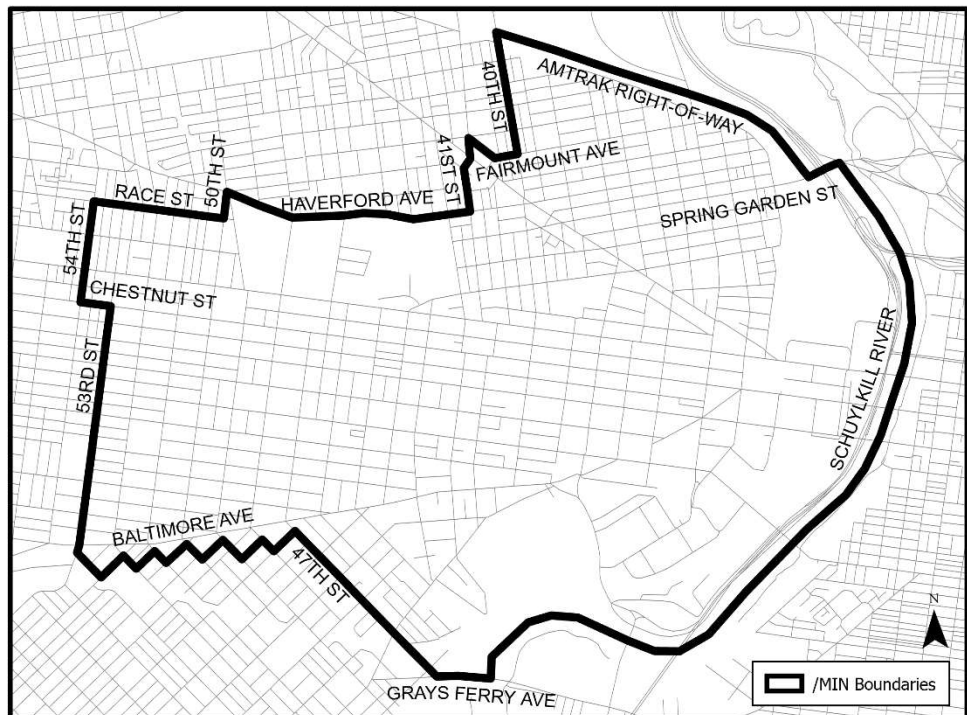 AMTRAK RIGHT-OF-WAY
40TH ST
41ST ST
FAIRMOUNT AVE
50TH ST
RACE ST
HAVERFORD AVE
SPRING GARDEN ST
54TH ST
CHESTNUT ST
53RD ST
SCHUYLKILL RIVER
BALTIMORE AVE
47TH ST
GRAYS FERRY AVE
N
/MIN Boundaries